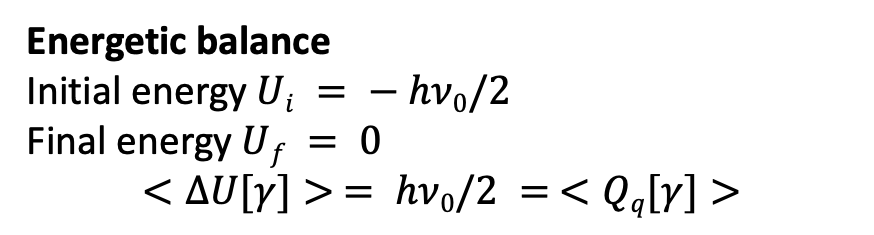 Energetic balance
Initial energy U_i = − hν_0/2
Final energy U_f = 0
< ΔU[γ] > = hν_0/2 = < Q_q[γ] >